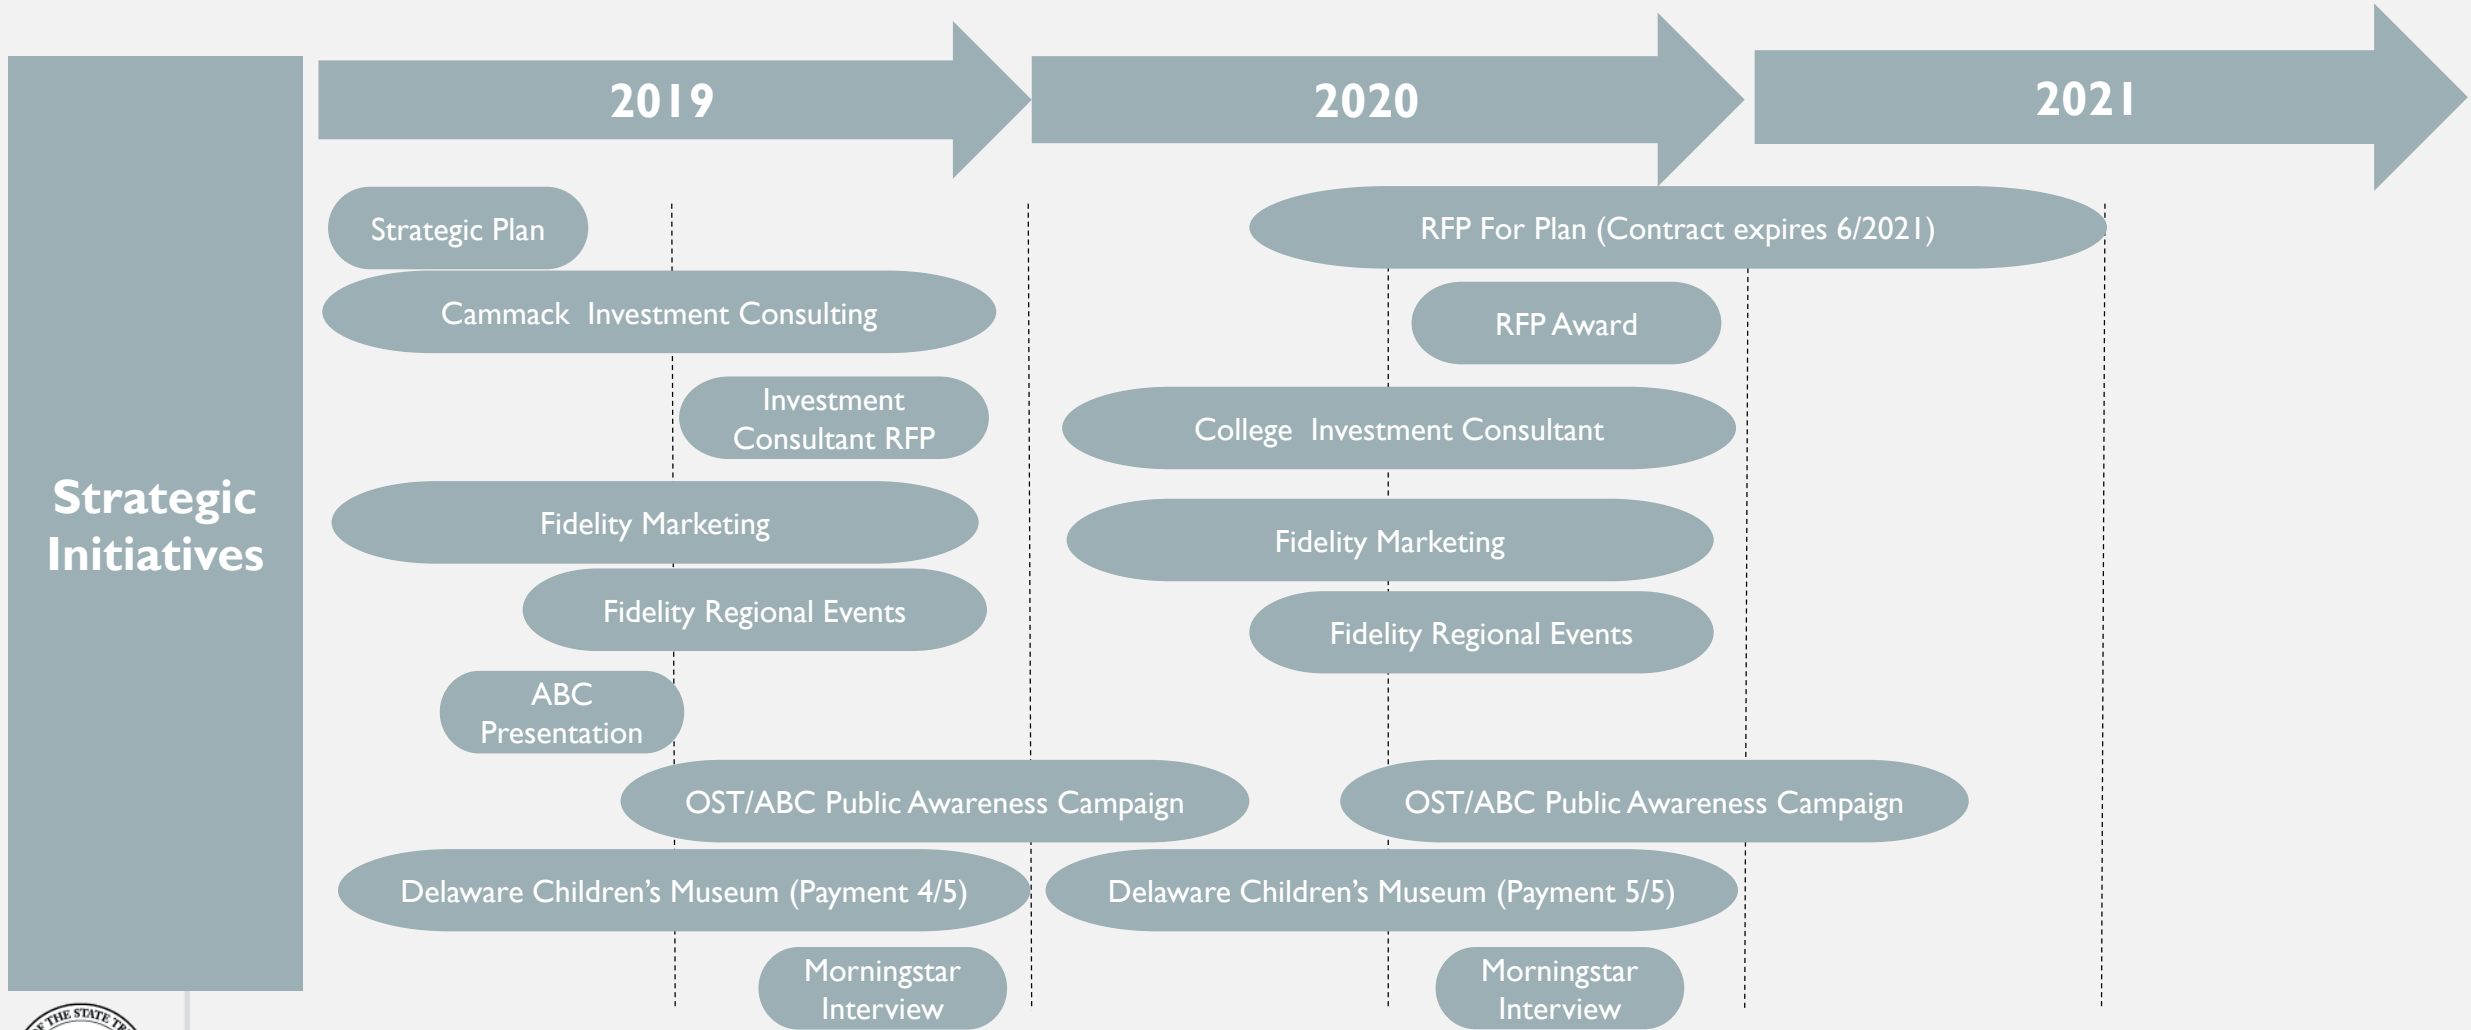 2019
2020
2021
Strategic
Initiatives
Strategic Plan
RFP For Plan (Contract expires 6/2021)
Cammack  Investment Consulting
RFP Award
Investment
Consultant RFP
College  Investment Consultant
Fidelity Marketing
Fidelity Marketing
Fidelity Regional Events
Fidelity Regional Events
ABC
Presentation
OST/ABC Public Awareness Campaign
OST/ABC Public Awareness Campaign
Delaware Children’s Museum (Payment 4/5)
Delaware Children’s Museum (Payment 5/5)
Morningstar
Interview
Morningstar
Interview
OF THE STATE